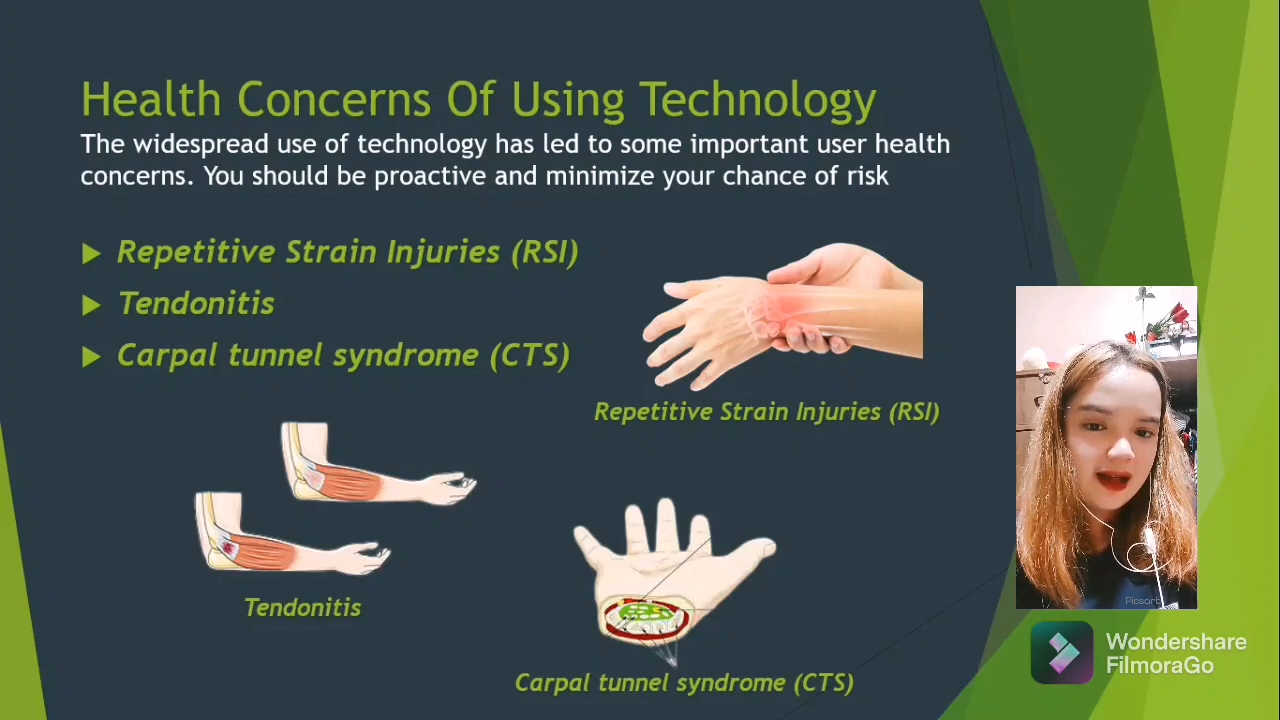 Health Concerns Of Using Technology
The widespread use of technology has led to some important user health
concerns. You should be proactive and minimize your chance of risk
Repetitive Strain Injuries (RSI)
Tendonitis
Carpal tunnel syndrome (CTS)
Repetitive Strain Injuries (RSI)
Tendonitis
Carpal tunnel syndrome (CTS)
Picsart
Wondershare
FilmoraGo